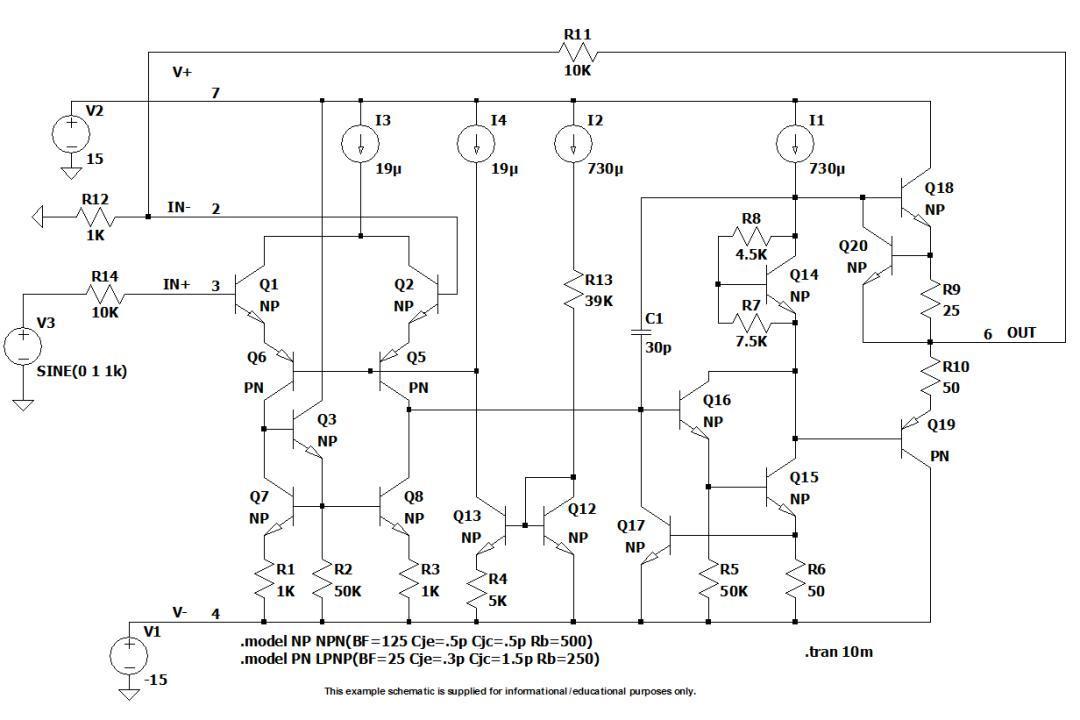 R11
10K
V+
7
V2
15
I3
19µ
I4
19µ
I2
730µ
I1
730µ
R12
1K
IN-
2
Q18
NP
R8
4.5K
Q20
NP
R14
10K
IN+
3
Q1
NP
Q2
NP
R13
39K
Q14
NP
R9
25
V3
SINE(0 1 1k)
C1
30p
R7
7.5K
6
OUT
Q6
PN
Q5
PN
R10
50
Q3
NP
Q16
NP
Q19
PN
Q7
NP
Q8
NP
Q13
NP
Q12
NP
Q17
NP
Q15
NP
R1
1K
R2
50K
R3
1K
R4
5K
R5
50K
R6
50
V-
4
V1
-15
.model NP NPN(BF=125 Cje=.5p Cjc=.5p Rb=500)
.model PN LPNP(BF=25 Cje=.3p Cjc=1.5p Rb=250)
.tran 10m
This example schematic is supplied for informational/educational purposes only.